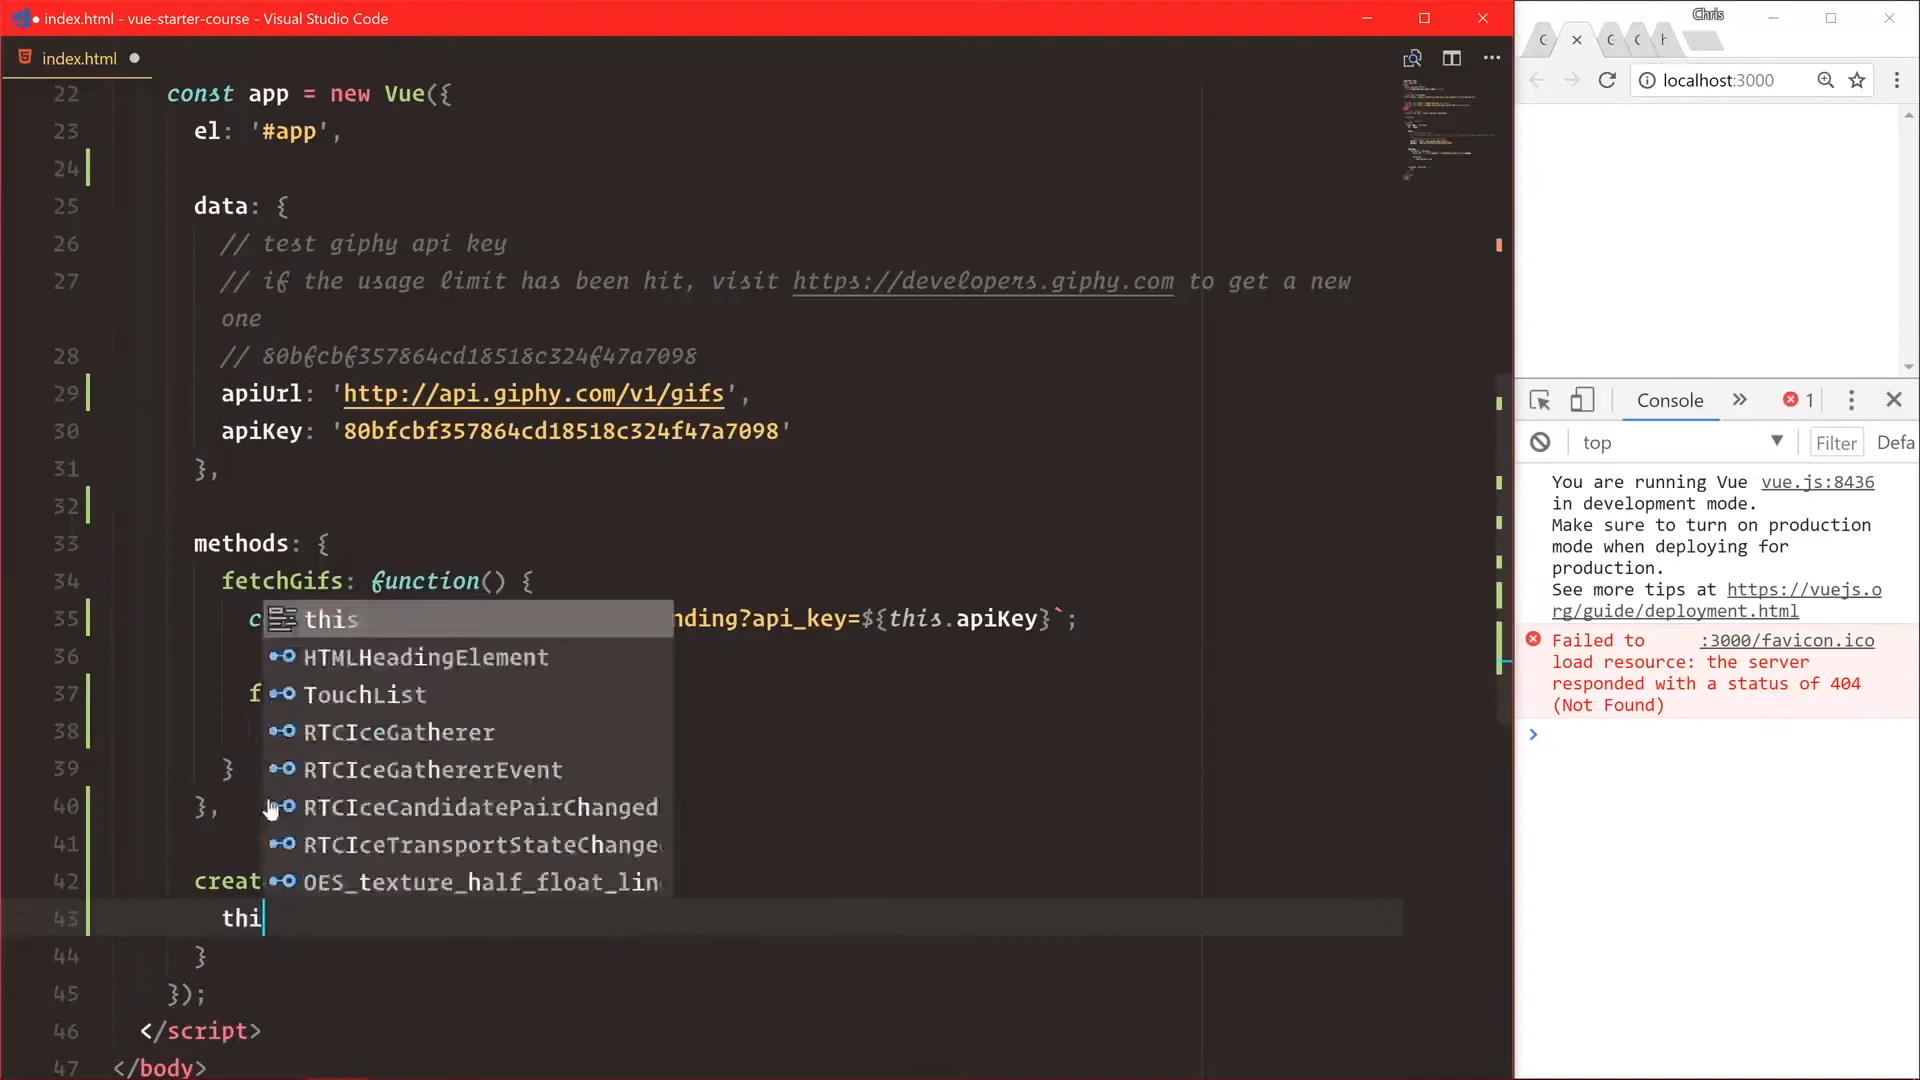 index.html - vue-starter-course - Visual Studio Code
index.html
22 const app = new Vue({
23 el: '#app',
24
25 data: {
26 // test giphy api key
27 // if the usage limit has been hit, visit https://developers.giphy.com to get a new
one
28 // 80bfcbf357864cd18518c324f47a7098
29 apiUrl: 'http://api.giphy.com/v1/gifs',
30 apiKey: '80bfcbf357864cd18518c324f47a7098'
31 },
32
33 methods: {
34 fetchGifs: function() {
35 c nding?api_key=${this.apiKey}`;
36
37 f
38
39 }
40 },
41
42 creat
43 thi
44 }
45 });
46 </script>
47 </body>
this
HTMLHeadingElement
TouchList
RTCIceGatherer
RTCIceGathererEvent
RTCIceCandidatePairChanged
RTCIceTransportStateChange
OES_texture_half_float_lin
Chris
localhost:3000
Console
1
top
Filter
Defa
You are running Vue vue.js:8436
in development mode.
Make sure to turn on production
mode when deploying for
production.
See more tips at https://vuejs.o
rg/guide/deployment.html
Failed to :3000/favicon.ico
load resource: the server
responded with a status of 404
(Not Found)